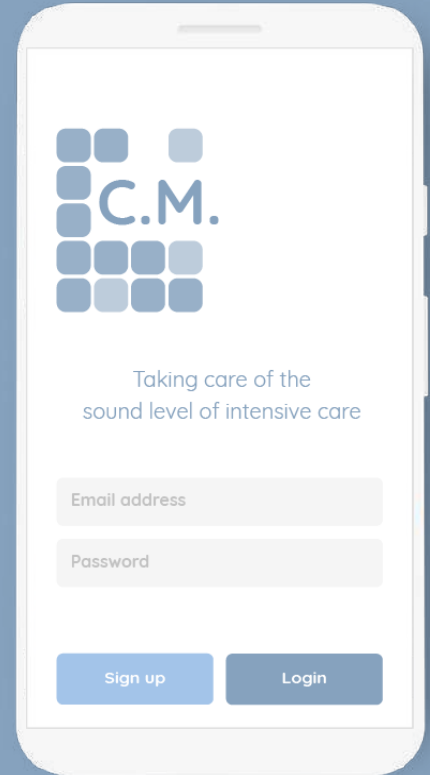 C.M.
Taking care of the
sound level of intensive care
Email address
Password
Sign up
Login